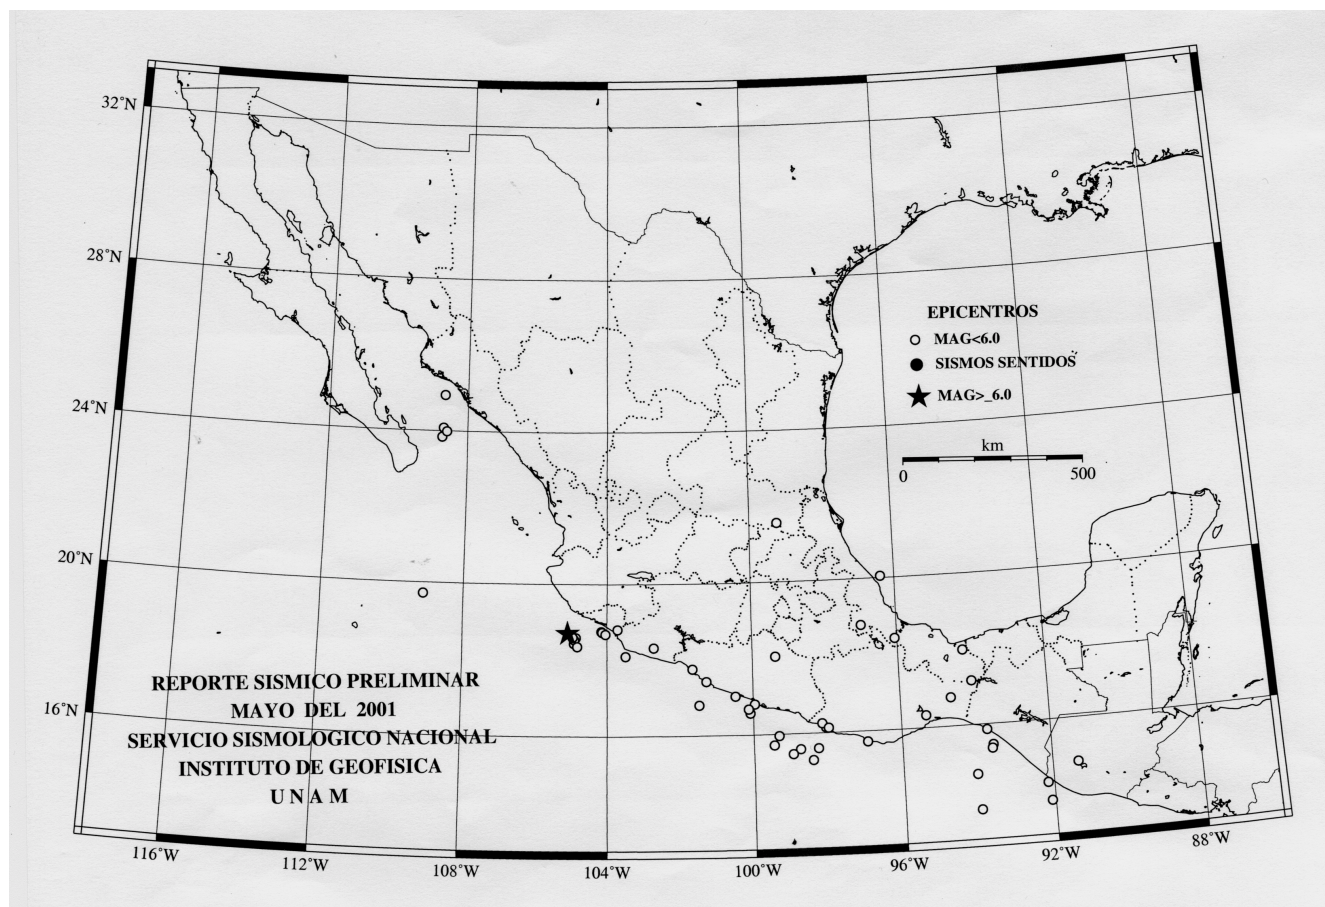 32°N
28°N
24°N
20°N
16°N
EPICENTROS
MAG<6.0
SISMOS SENTIDOS
MAG>_6.0
km
0 500
REPORTE SISMICO PRELIMINAR
MAYO DEL 2001
SERVICIO SISMOLOGICO NACIONAL
INSTITUTO DE GEOFISICA
U N A M
116°W 112°W 108°W 104°W 100°W 96°W 92°W 88°W